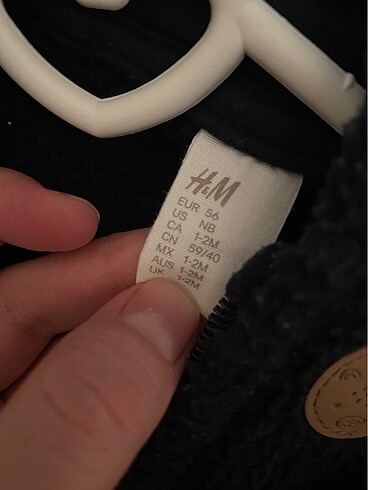 H&M
EUR 56
US NB
CA 1-2M
CN 59/40
MX 1-2M
AUS 1-2M
UK 1-2M